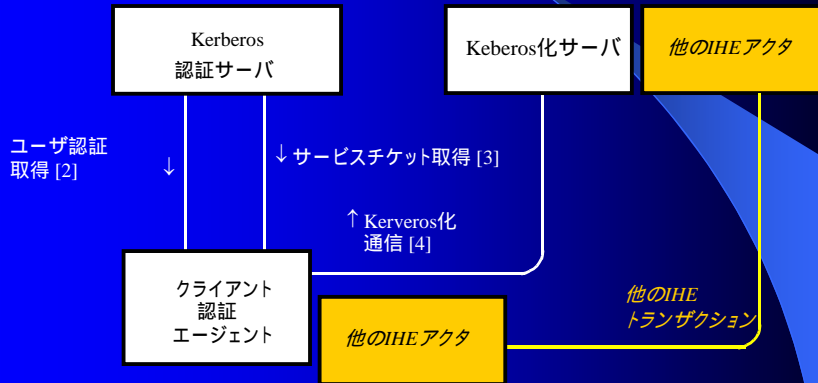 Kerberos
認証サーバ
Keberos化サーバ
他のIHEアクタ
ユーザ認証
取得 [2]
↓
↓サービスチケット取得 [3]
↑Kerveros化
通信 [4]
クライアント
認証
エージェント
他のIHEアクタ
他のIHE
トランザクション